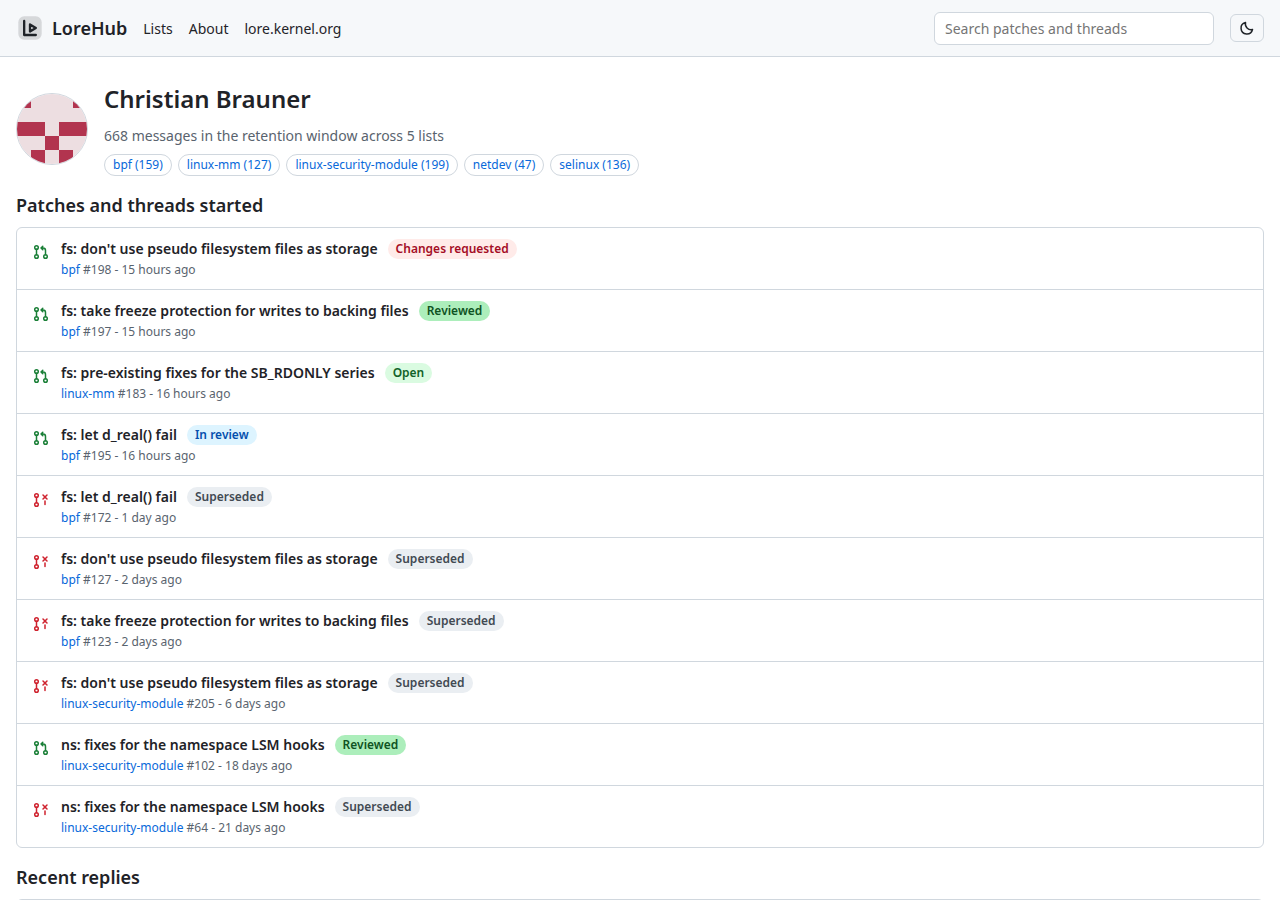 LoreHub Lists About lore.kernel.org Search patches and threads
Christian Brauner
668 messages in the retention window across 5 lists
bpf (159) linux-mm (127) linux-security-module (199) netdev (47) selinux (136)
Patches and threads started
fs: don't use pseudo filesystem files as storage Changes requested
bpf #198 - 15 hours ago
fs: take freeze protection for writes to backing files Reviewed
bpf #197 - 15 hours ago
fs: pre-existing fixes for the SB_RDONLY series Open
linux-mm #183 - 16 hours ago
fs: let d_real() fail In review
bpf #195 - 16 hours ago
fs: let d_real() fail Superseded
bpf #172 - 1 day ago
fs: don't use pseudo filesystem files as storage Superseded
bpf #127 - 2 days ago
fs: take freeze protection for writes to backing files Superseded
bpf #123 - 2 days ago
fs: don't use pseudo filesystem files as storage Superseded
linux-security-module #205 - 6 days ago
ns: fixes for the namespace LSM hooks Reviewed
linux-security-module #102 - 18 days ago
ns: fixes for the namespace LSM hooks Superseded
linux-security-module #64 - 21 days ago
Recent replies